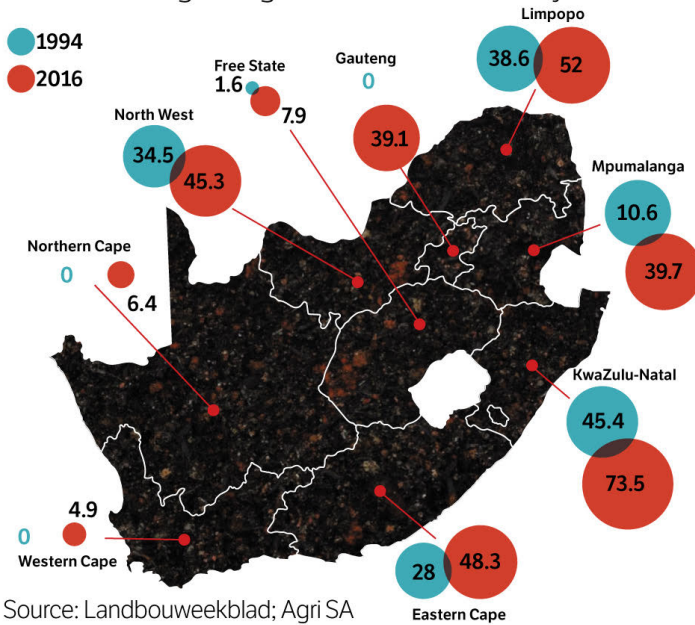 1994
2016
Limpopo
38.6
52
Gauteng
0
39.1
Free State
1.6
7.9
North West
34.5
45.3
Mpumalanga
10.6
39.7
Northern Cape
0
6.4
KwaZulu-Natal
45.4
73.5
4.9
0
Western Cape
28
48.3
Eastern Cape
Source: Landbouweekblad; Agri SA